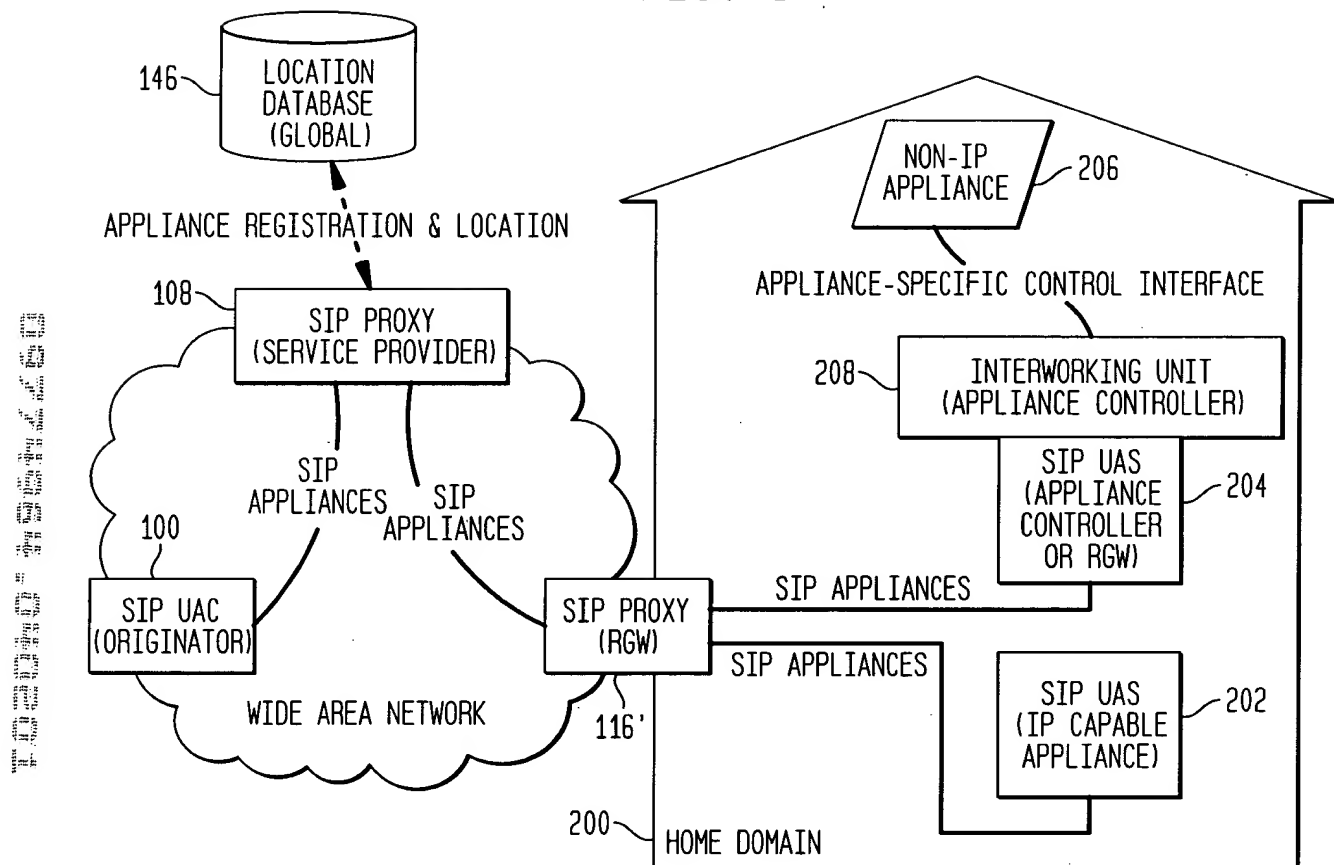 146
LOCATION
DATABASE
(GLOBAL)
APPLIANCE REGISTRATION & LOCATION
108
SIP PROXY
(SERVICE PROVIDER)
SIP
APPLIANCES
SIP
APPLIANCES
100
SIP UAC
(ORIGINATOR)
WIDE AREA NETWORK
SIP PROXY
(RGW)
116'
200
HOME DOMAIN
NON-IP
APPLIANCE
206
APPLIANCE-SPECIFIC CONTROL INTERFACE
208
INTERWORKING UNIT
(APPLIANCE CONTROLLER)
SIP UAS
(APPLIANCE
CONTROLLER
OR RGW)
204
SIP APPLIANCES
SIP APPLIANCES
SIP UAS
(IP CAPABLE
APPLIANCE)
202